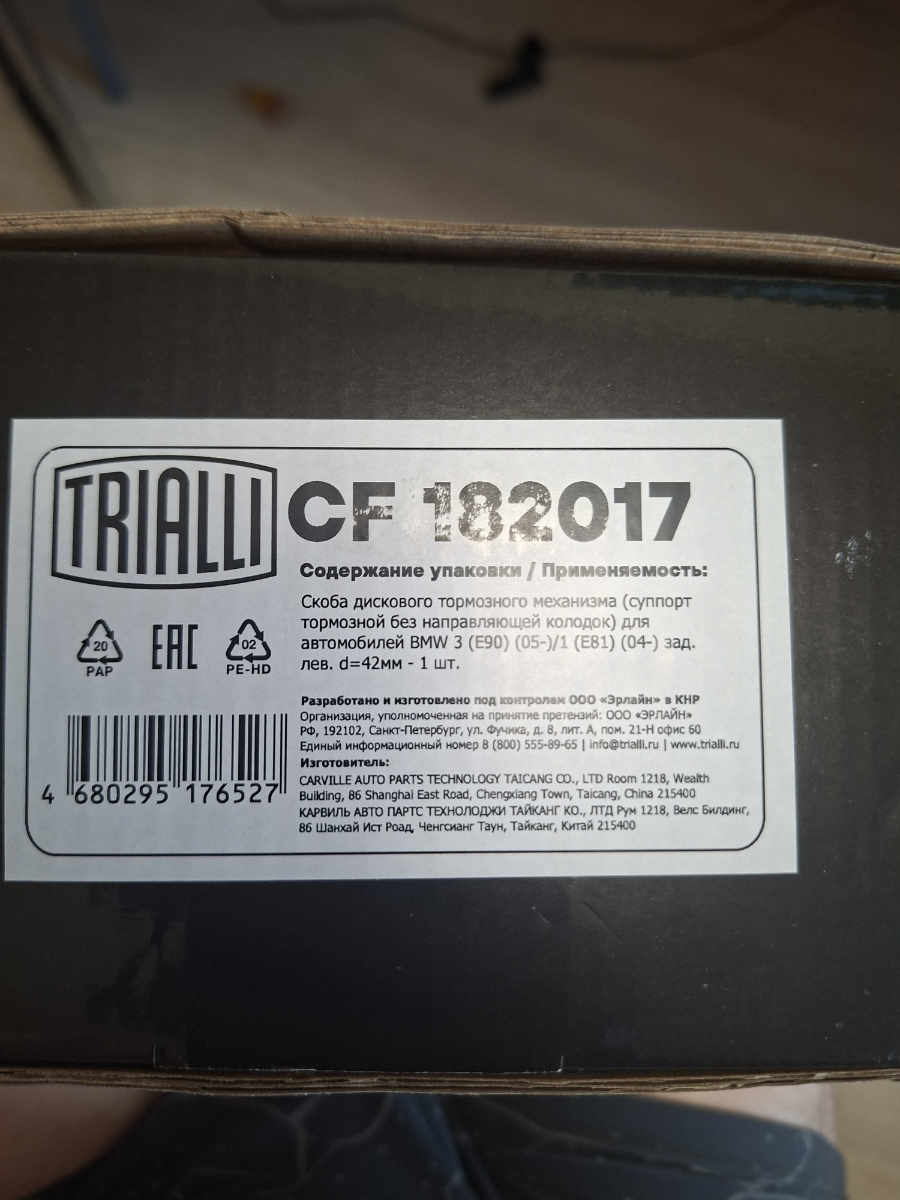 TRIALLI
CF 182017
Содержание упаковки / Применяемость:
Скоба дискового тормозного механизма (суппорт
тормозной без направляющей колодок) для
автомобилей BMW 3 (E90) (05-)/1 (E81) (04-) зад.
лев. d=42мм - 1 шт.
20
PAP
EAC
02
PE-HD
Разработано и изготовлено под контролем ООО «Эрлайн» в КНР
Организация, уполномоченная на принятие претензий: ООО «ЭРЛАЙН»
РФ, 192102, Санкт-Петербург, ул. Фучика, д. 8, лит. А, пом. 21-Н офис 60
Единый информационный номер 8 (800) 555-89-65 | info@trialli.ru | www.trialli.ru
Изготовитель:
CARVILLE AUTO PARTS TECHNOLOGY TAICANG CO., LTD Room 1218, Wealth
Building, 86 Shanghai East Road, Chengxiang Town, Taicang, China 215400
КАРВИЛЬ АВТО ПАРТС ТЕХНОЛОДЖИ ТАЙКАНГ КО., ЛТД Рум 1218, Велс Билдинг,
86 Шанхай Ист Роад, Ченгсианг Таун, Тайканг, Китай 215400
4 680295 176527